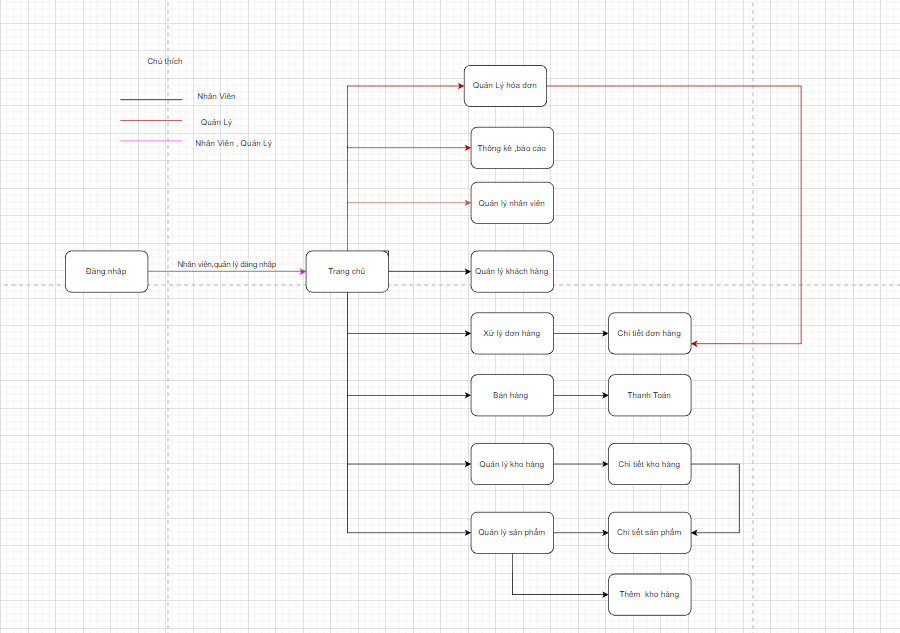 Chú thích
Nhân Viên
Quản Lý
Nhân Viên , Quản Lý
Quản Lý hóa đơn
Thông kê ,báo cáo
Quản lý nhân viên
Đăng nhâp
Nhân viên,quản lý đăng nhập
Trang chủ
Quản lý khách hàng
Xử lý đơn hàng
Chi tiết đơn hàng
Bán hàng
Thanh Toán
Quản lý kho hàng
Chi tiết kho hàng
Quản lý sản phẩm
Chi tiết sản phẩm
Thêm kho hàng